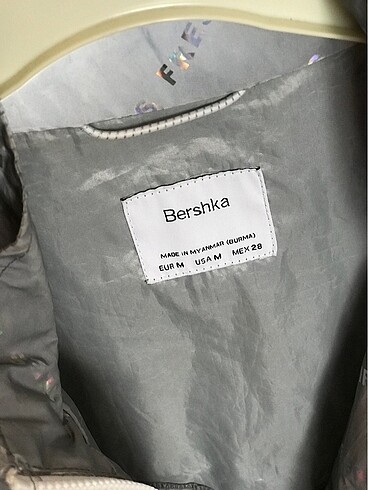 Bershka
MADE IN MYANMAR (BURMA)
EUR M USA M MEX 28